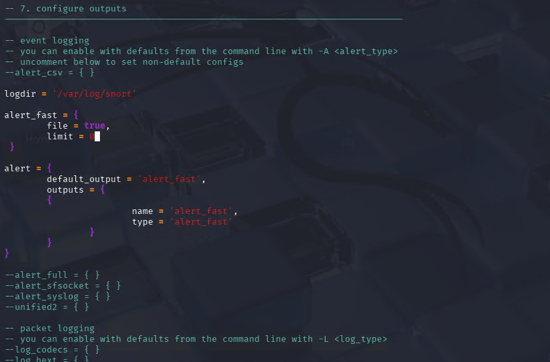 -- 7. configure outputs
-- event logging
-- you can enable with defaults from the command line with -A <alert_type>
-- uncomment below to set non-default configs
--alert_csv = { }
logdir = '/var/log/snort'
alert_fast = {
file = true,
limit = 0
}
alert = {
default_output = 'alert_fast',
outputs = {
{
name = 'alert_fast',
type = 'alert_fast'
}
}
}
--alert_full = { }
--alert_sfsocket = { }
--alert_syslog = { }
--unified2 = { }
-- packet logging
-- you can enable with defaults from the command line with -L <log_type>
--log_codecs = { }
--log_hext = { }